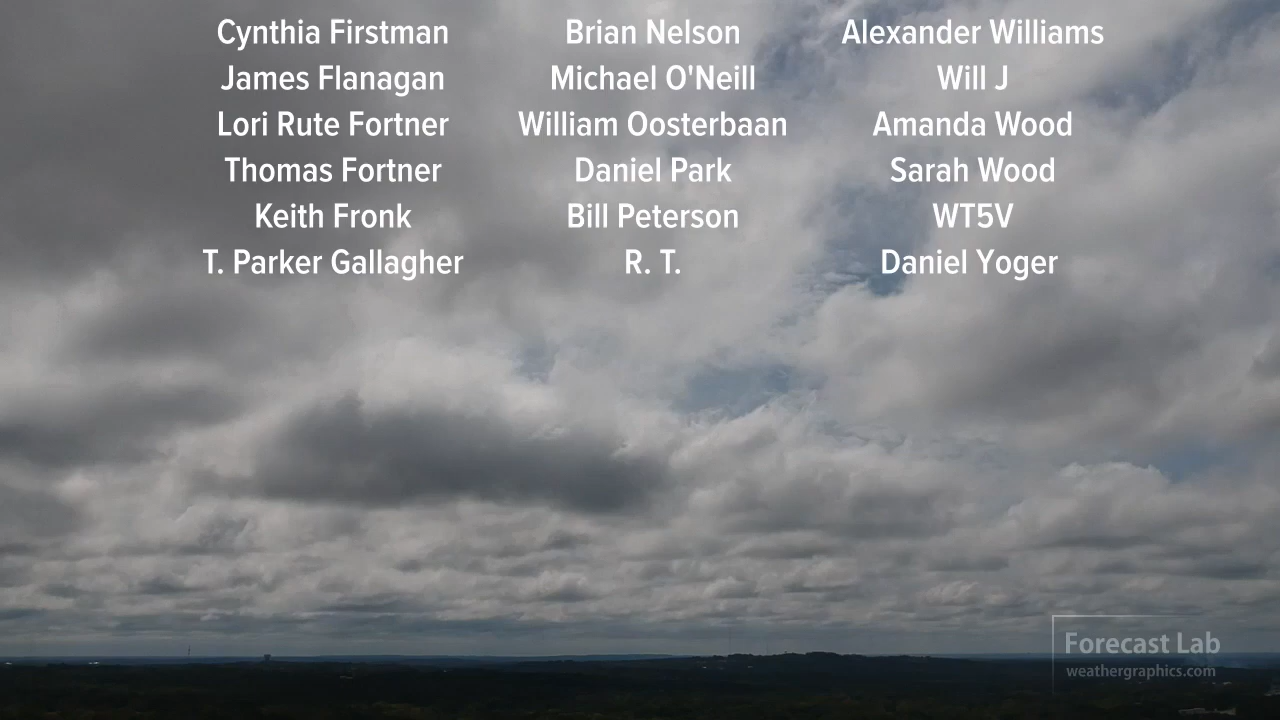 Cynthia Firstman
James Flanagan
Lori Rute Fortner
Thomas Fortner
Keith Fronk
T. Parker Gallagher
Brian Nelson
Michael O'Neill
William Oosterbaan
Daniel Park
Bill Peterson
R. T.
Alexander Williams
Will J
Amanda Wood
Sarah Wood
WT5V
Daniel Yoger
Forecast Lab
weathergraphics.com